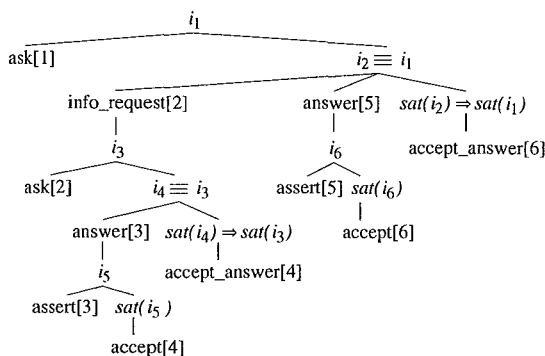 i₁
ask[1] i₂ ≡ i₁
info_request[2] answer[5] sat(i₂) ⇒ sat(i₁)
i₃ i₆ accept_answer[6]
ask[2] i₄ ≡ i₃ assert[5] sat(i₆)
answer[3] sat(i₄) ⇒ sat(i₃) accept[6]
i₅ accept_answer[4]
assert[3] sat(i₅)
accept[4]